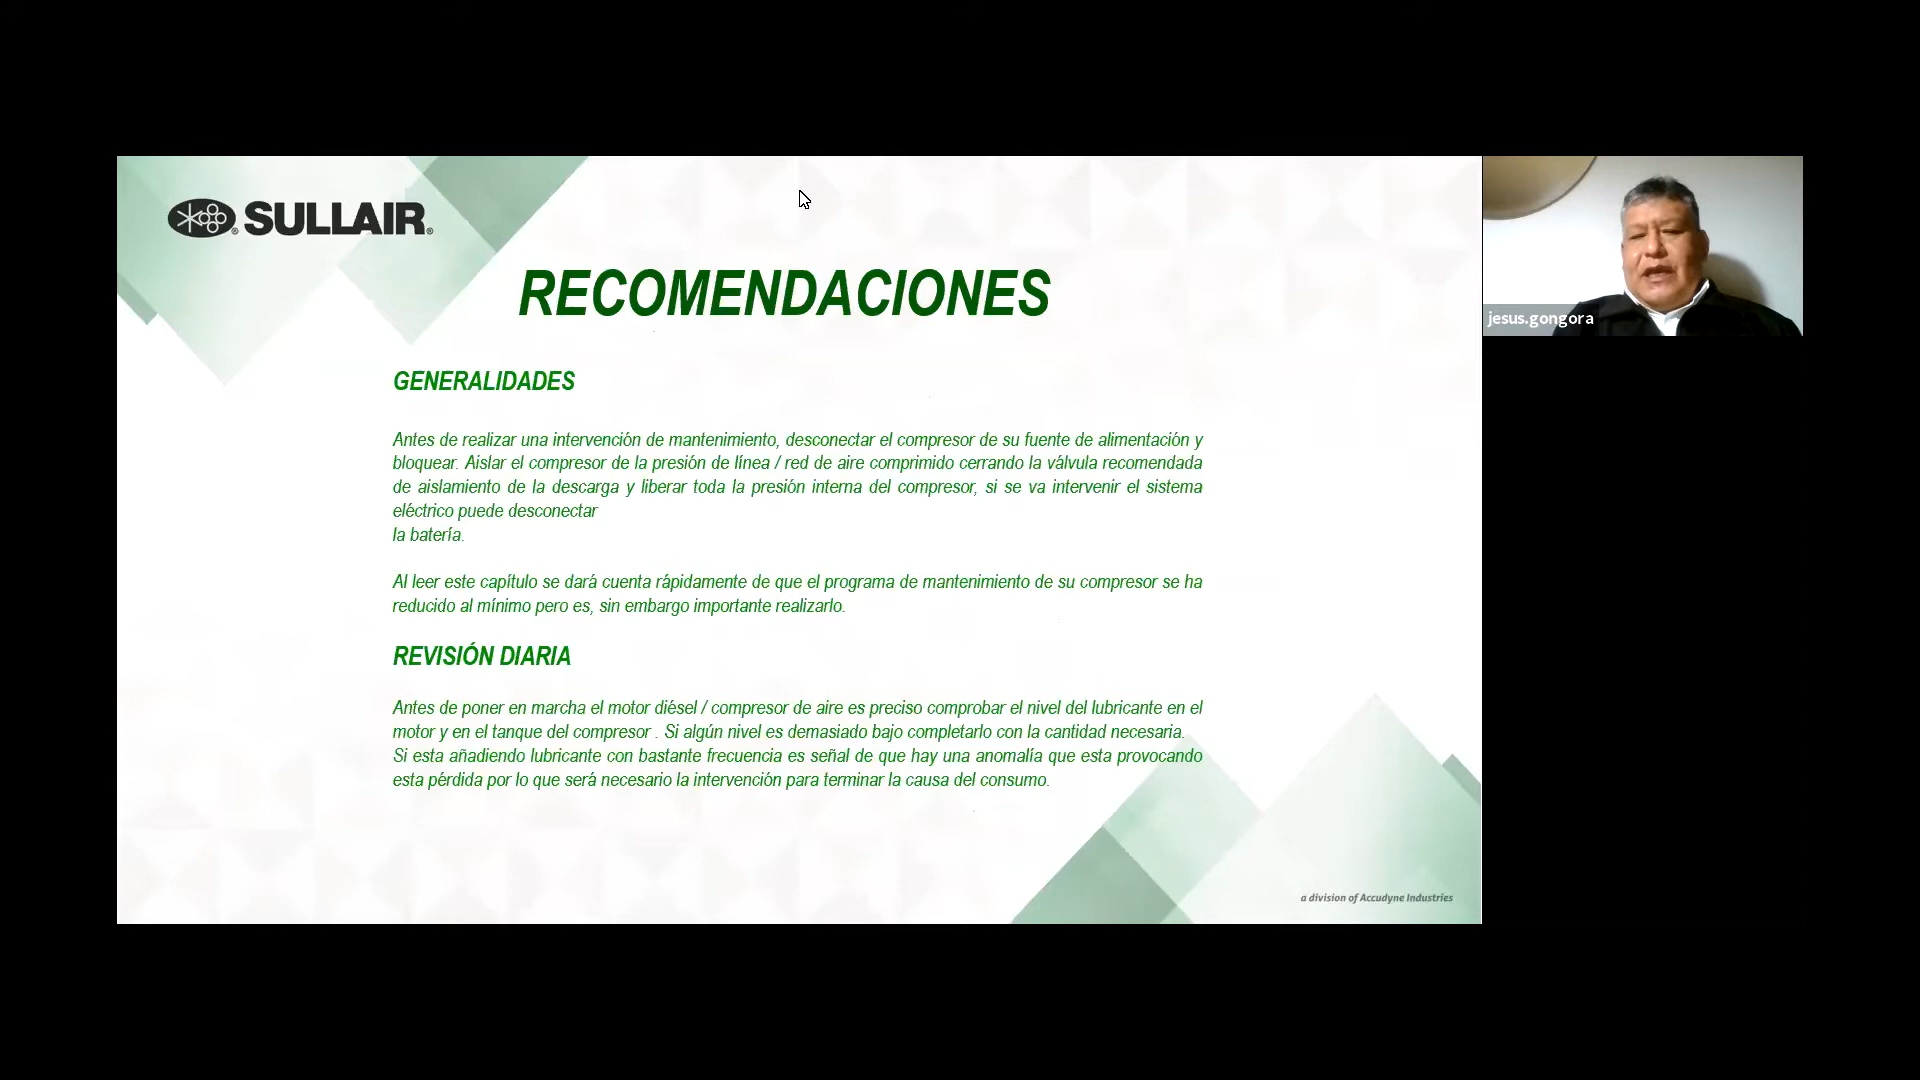 SULLAIR
RECOMENDACIONES
GENERALIDADES
Antes de realizar una intervención de mantenimiento, desconectar el compresor de su fuente de alimentación y
bloquear. Aislar el compresor de la presión de línea / red de aire comprimido cerrando la válvula recomendada
de aislamiento de la descarga y liberar toda la presión interna del compresor, si se va intervenir el sistema
eléctrico puede desconectar
la batería.
Al leer este capítulo se dará cuenta rápidamente de que el programa de mantenimiento de su compresor se ha
reducido al mínimo pero es, sin embargo importante realizarlo.
REVISIÓN DIARIA
Antes de poner en marcha el motor diésel / compresor de aire es preciso comprobar el nivel del lubricante en el
motor y en el tanque del compresor . Si algún nivel es demasiado bajo completarlo con la cantidad necesaria.
Si esta añadiendo lubricante con bastante frecuencia es señal de que hay una anomalía que esta provocando
esta pérdida por lo que será necesario la intervención para terminar la causa del consumo.
a division of Accudyne Industries
jesus.gongora